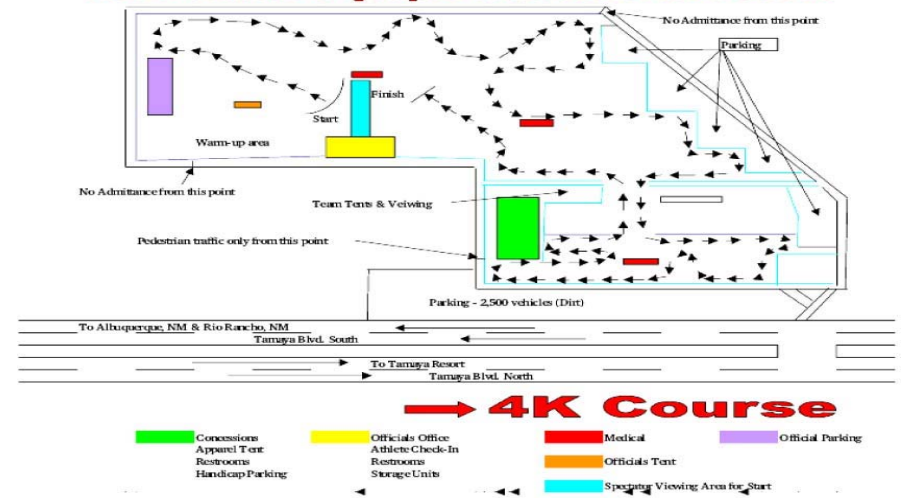 No Admittance from this point
Parking
Finish
Start
Warm-up area
No Admittance from this point
Team Tents & Veiwing
Pedestrian traffic only from this point
Parking - 2,500 vehicles (Dirt)
To Albuquerque, NM & Rio Rancho, NM
Tamaya Blvd. South
To Tamaya Resort
Tamaya Blvd. North
4K Course
Concessions
Apparel Tent
Restrooms
Handicap Parking
Officials Office
Athlete Check-In
Restrooms
Storage Units
Medical
Officials Tent
Spectator Viewing Area for Start
Official Parking